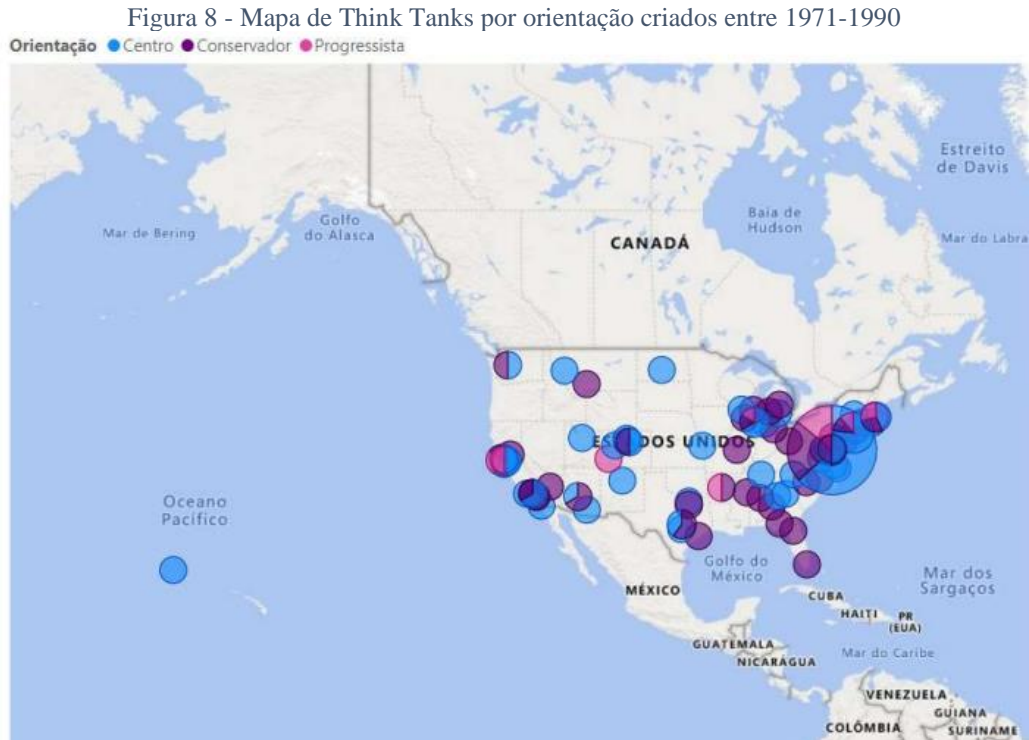 Figura 8 - Mapa de Think Tanks por orientação criados entre 1971-1990
Orientação Centro Conservador Progressista
Estreito
de Davis
Baia de
Hudson
Golfo
do Alasca
Mar de Bering
CANADÁ
Mar do Labra
ESTADOS UNIDOS
Oceano
Pacífico
Golfo do
México
Mar dos
Sargaços
MÉXICO
CUBA
HAITI
PR
(EUA)
GUATEMALA
NICARÁGUA
Mar do Caribe
VENEZUELA
GUIANA
COLÔMBIA
SURINAME